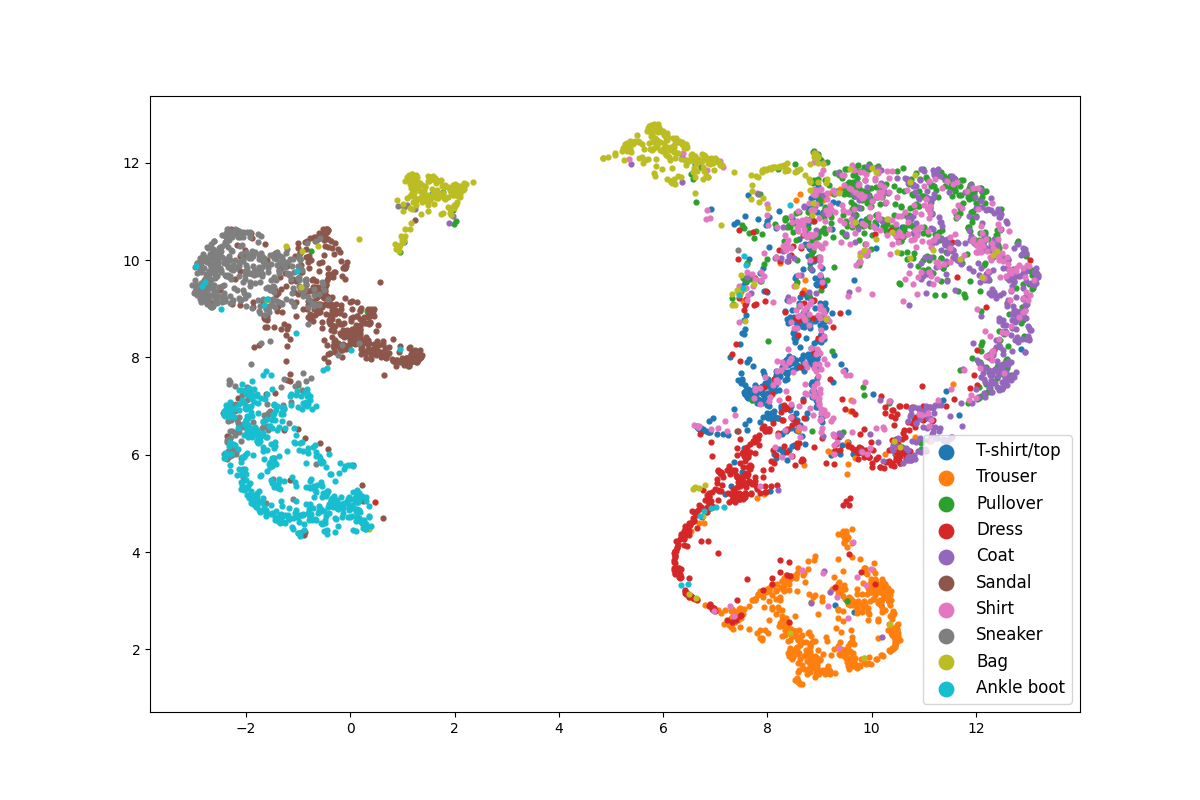 12
10
8
6
4
2
−2
0
2
4
6
8
10
12
T-shirt/top
Trouser
Pullover
Dress
Coat
Sandal
Shirt
Sneaker
Bag
Ankle boot